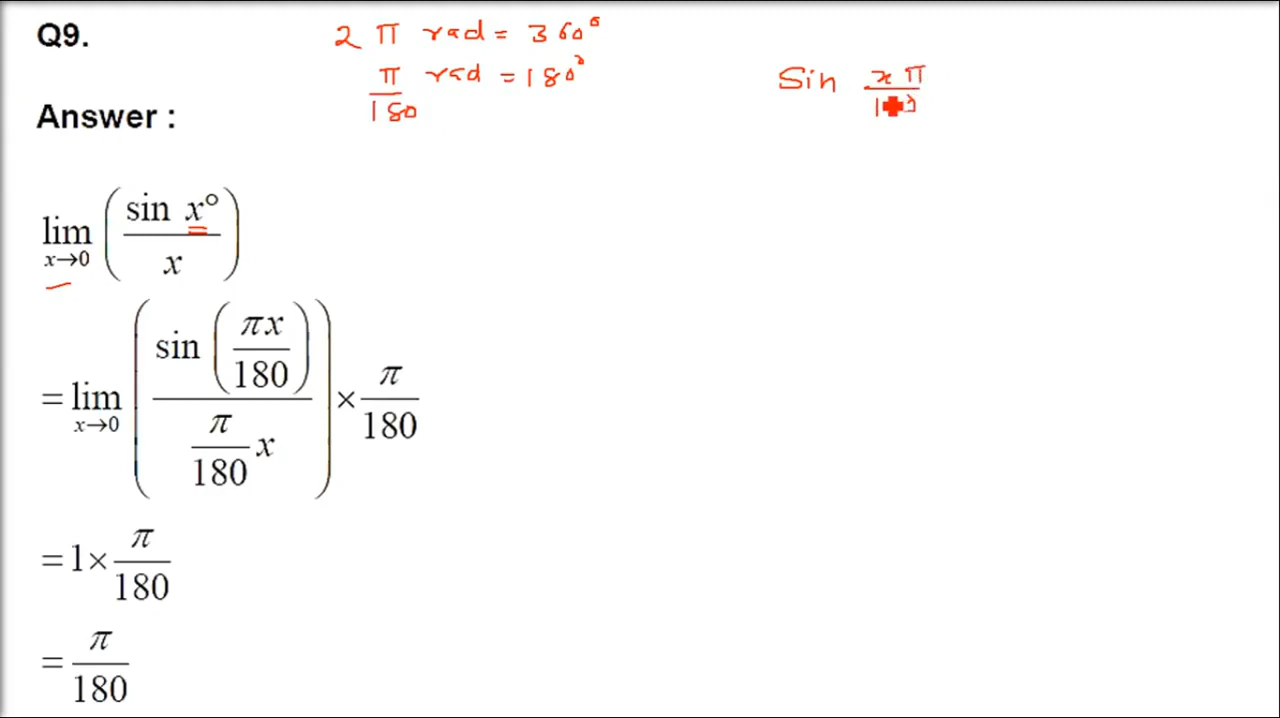 Q9.
2 π rad = 360°
π/180 rad = 180°
sin xπ/180
Answer :
lim x→0 (sin x° / x)
= lim x→0 (sin (πx/180) / (π/180 x)) × π/180
= 1 × π/180
= π/180